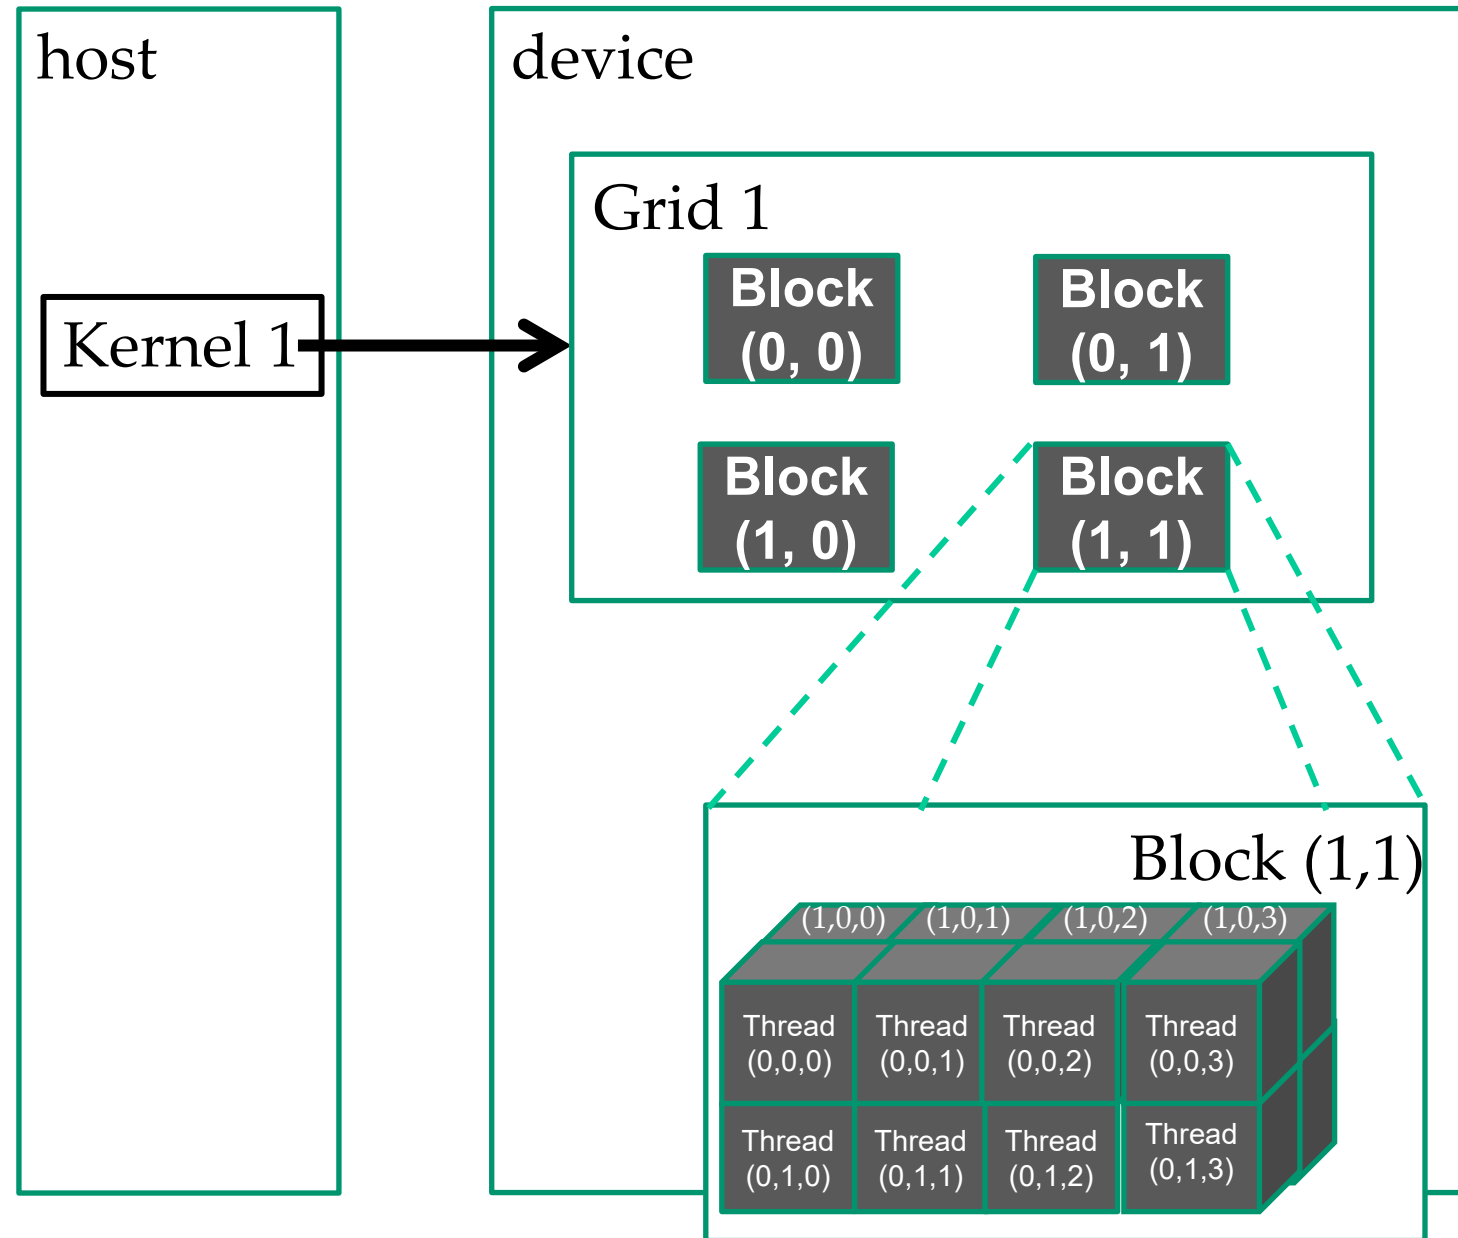 host
device
Grid 1
Block
(0, 0)
Block
(0, 1)
Kernel 1
Block
(1, 0)
Block
(1, 1)
Block (1,1)
(1,0,0)
(1,0,1)
(1,0,2)
(1,0,3)
Thread
(0,0,0)
Thread
(0,0,1)
Thread
(0,0,2)
Thread
(0,0,3)
Thread
(0,1,0)
Thread
(0,1,1)
Thread
(0,1,2)
Thread
(0,1,3)